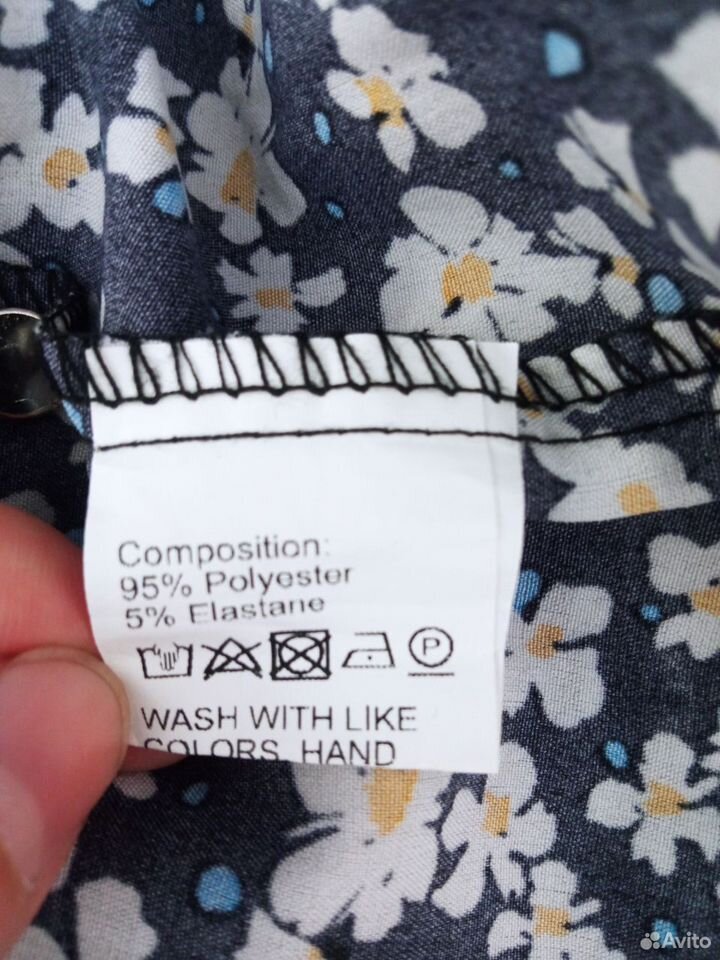 Composition:
95% Polyester
5% Elastane
P
WASH WITH LIKE
COLORS, HAND
Avito